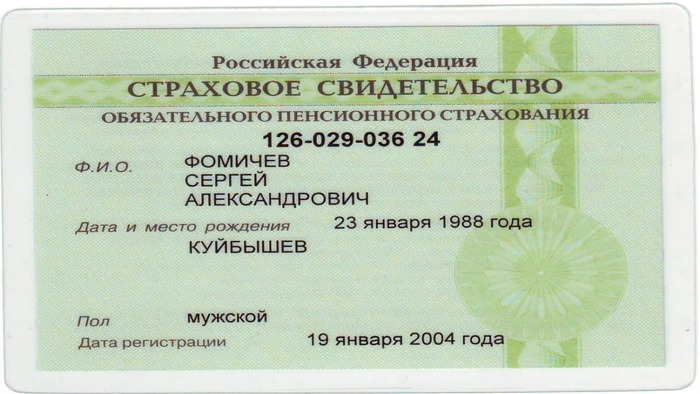 Российская Федерация
СТРАХОВОЕ СВИДЕТЕЛЬСТВО
ОБЯЗАТЕЛЬНОГО ПЕНСИОННОГО СТРАХОВАНИЯ
126-029-036 24
Ф.И.О. ФОМИЧЕВ
СЕРГЕЙ
АЛЕКСАНДРОВИЧ
Дата и место рождения 23 января 1988 года
КУЙБЫШЕВ
Пол мужской
Дата регистрации 19 января 2004 года